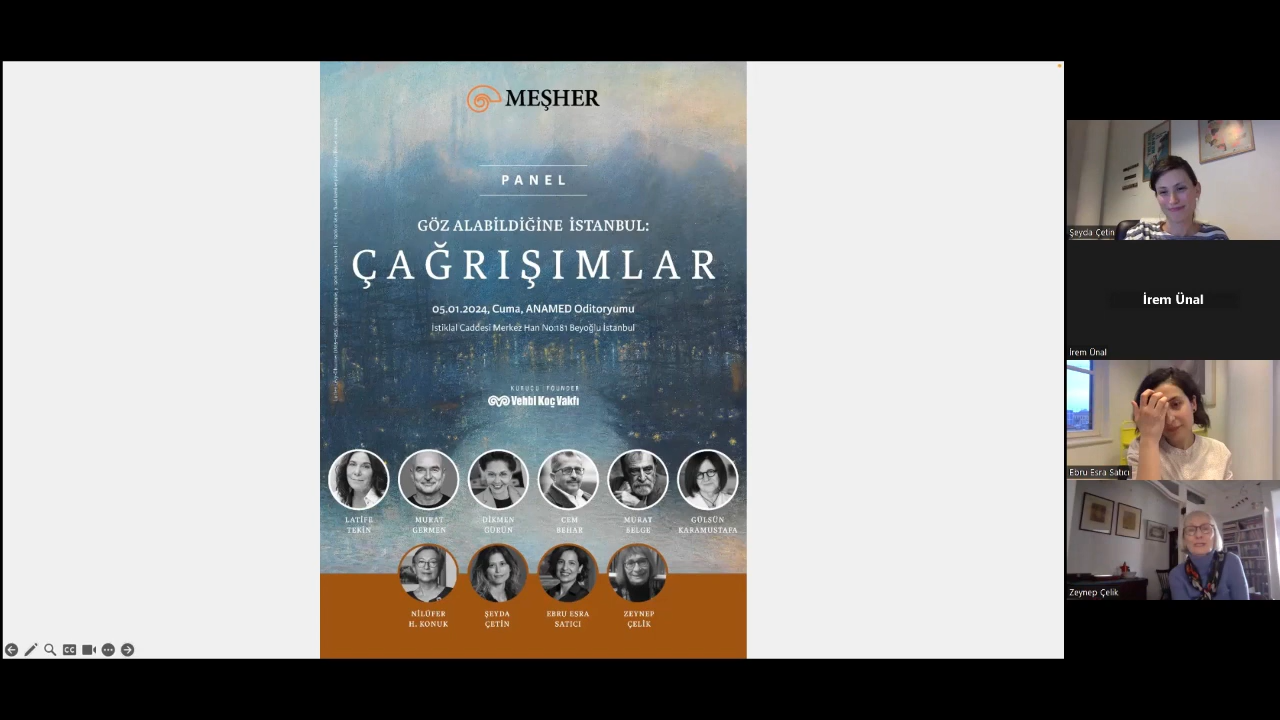 MEŞHER
PANEL
GÖZ ALABİLDİĞİNE İSTANBUL:
ÇAĞRIŞIMLAR
05.01.2024, Cuma, ANAMED Oditoryumu
İstiklal Caddesi Merkez Han No:181 Beyoğlu İstanbul
KURUCU | FOUNDER
Vehbi Koç Vakfı
LATİFE
TEKİN
MURAT
GERMEN
DİKMEN
GÜRÜN
CEM
BEHAR
MURAT
BELGE
GÜLSÜN
KARAMUSTAFA
NİLÜFER
H. KONUK
ŞEYDA
ÇETİN
EBRU ESRA
SATICI
ZEYNEP
ÇELİK
CC
Şeyda Çetin
İrem Ünal
İrem Ünal
Ebru Esra Satıcı
Zeynep Çelik